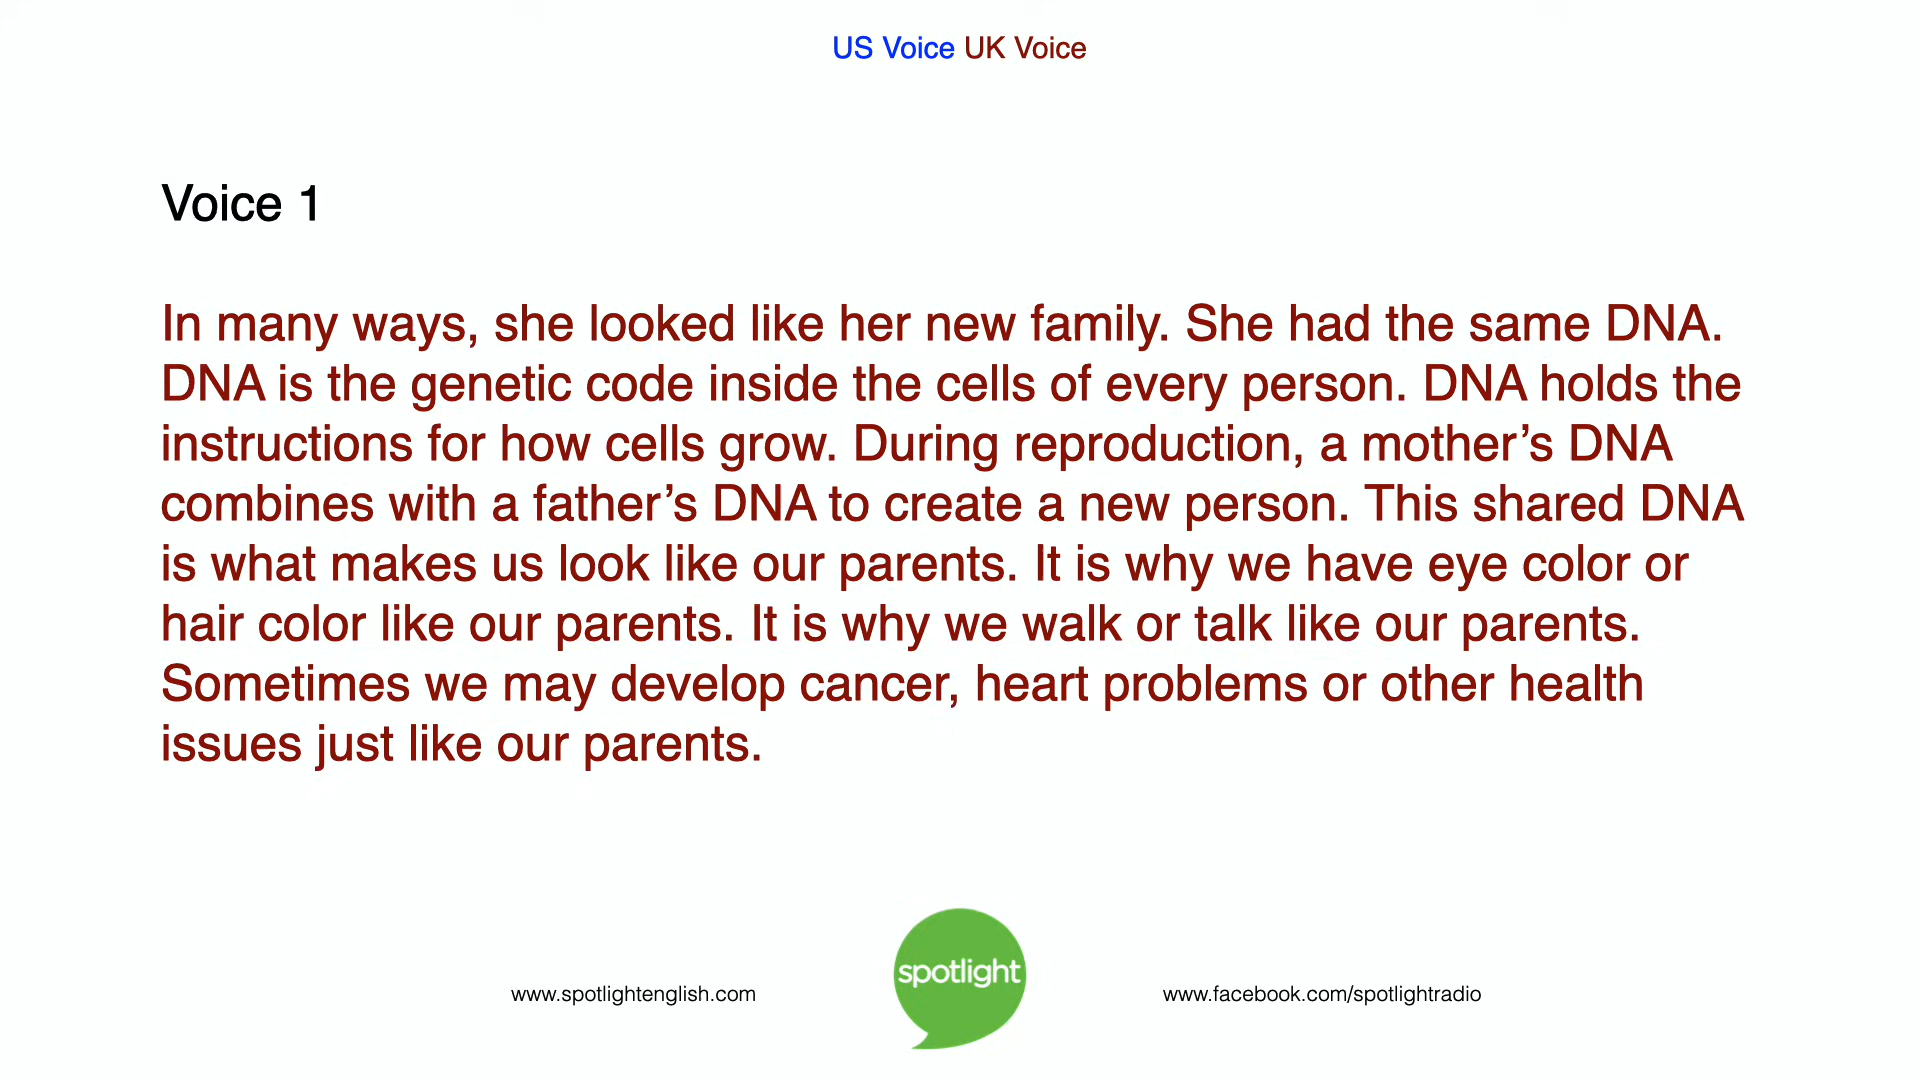 US Voice UK Voice
Voice 1
In many ways, she looked like her new family. She had the same DNA.
DNA is the genetic code inside the cells of every person. DNA holds the
instructions for how cells grow. During reproduction, a mother’s DNA
combines with a father’s DNA to create a new person. This shared DNA
is what makes us look like our parents. It is why we have eye color or
hair color like our parents. It is why we walk or talk like our parents.
Sometimes we may develop cancer, heart problems or other health
issues just like our parents.
spotlight
www.spotlightenglish.com
www.facebook.com/spotlightradio